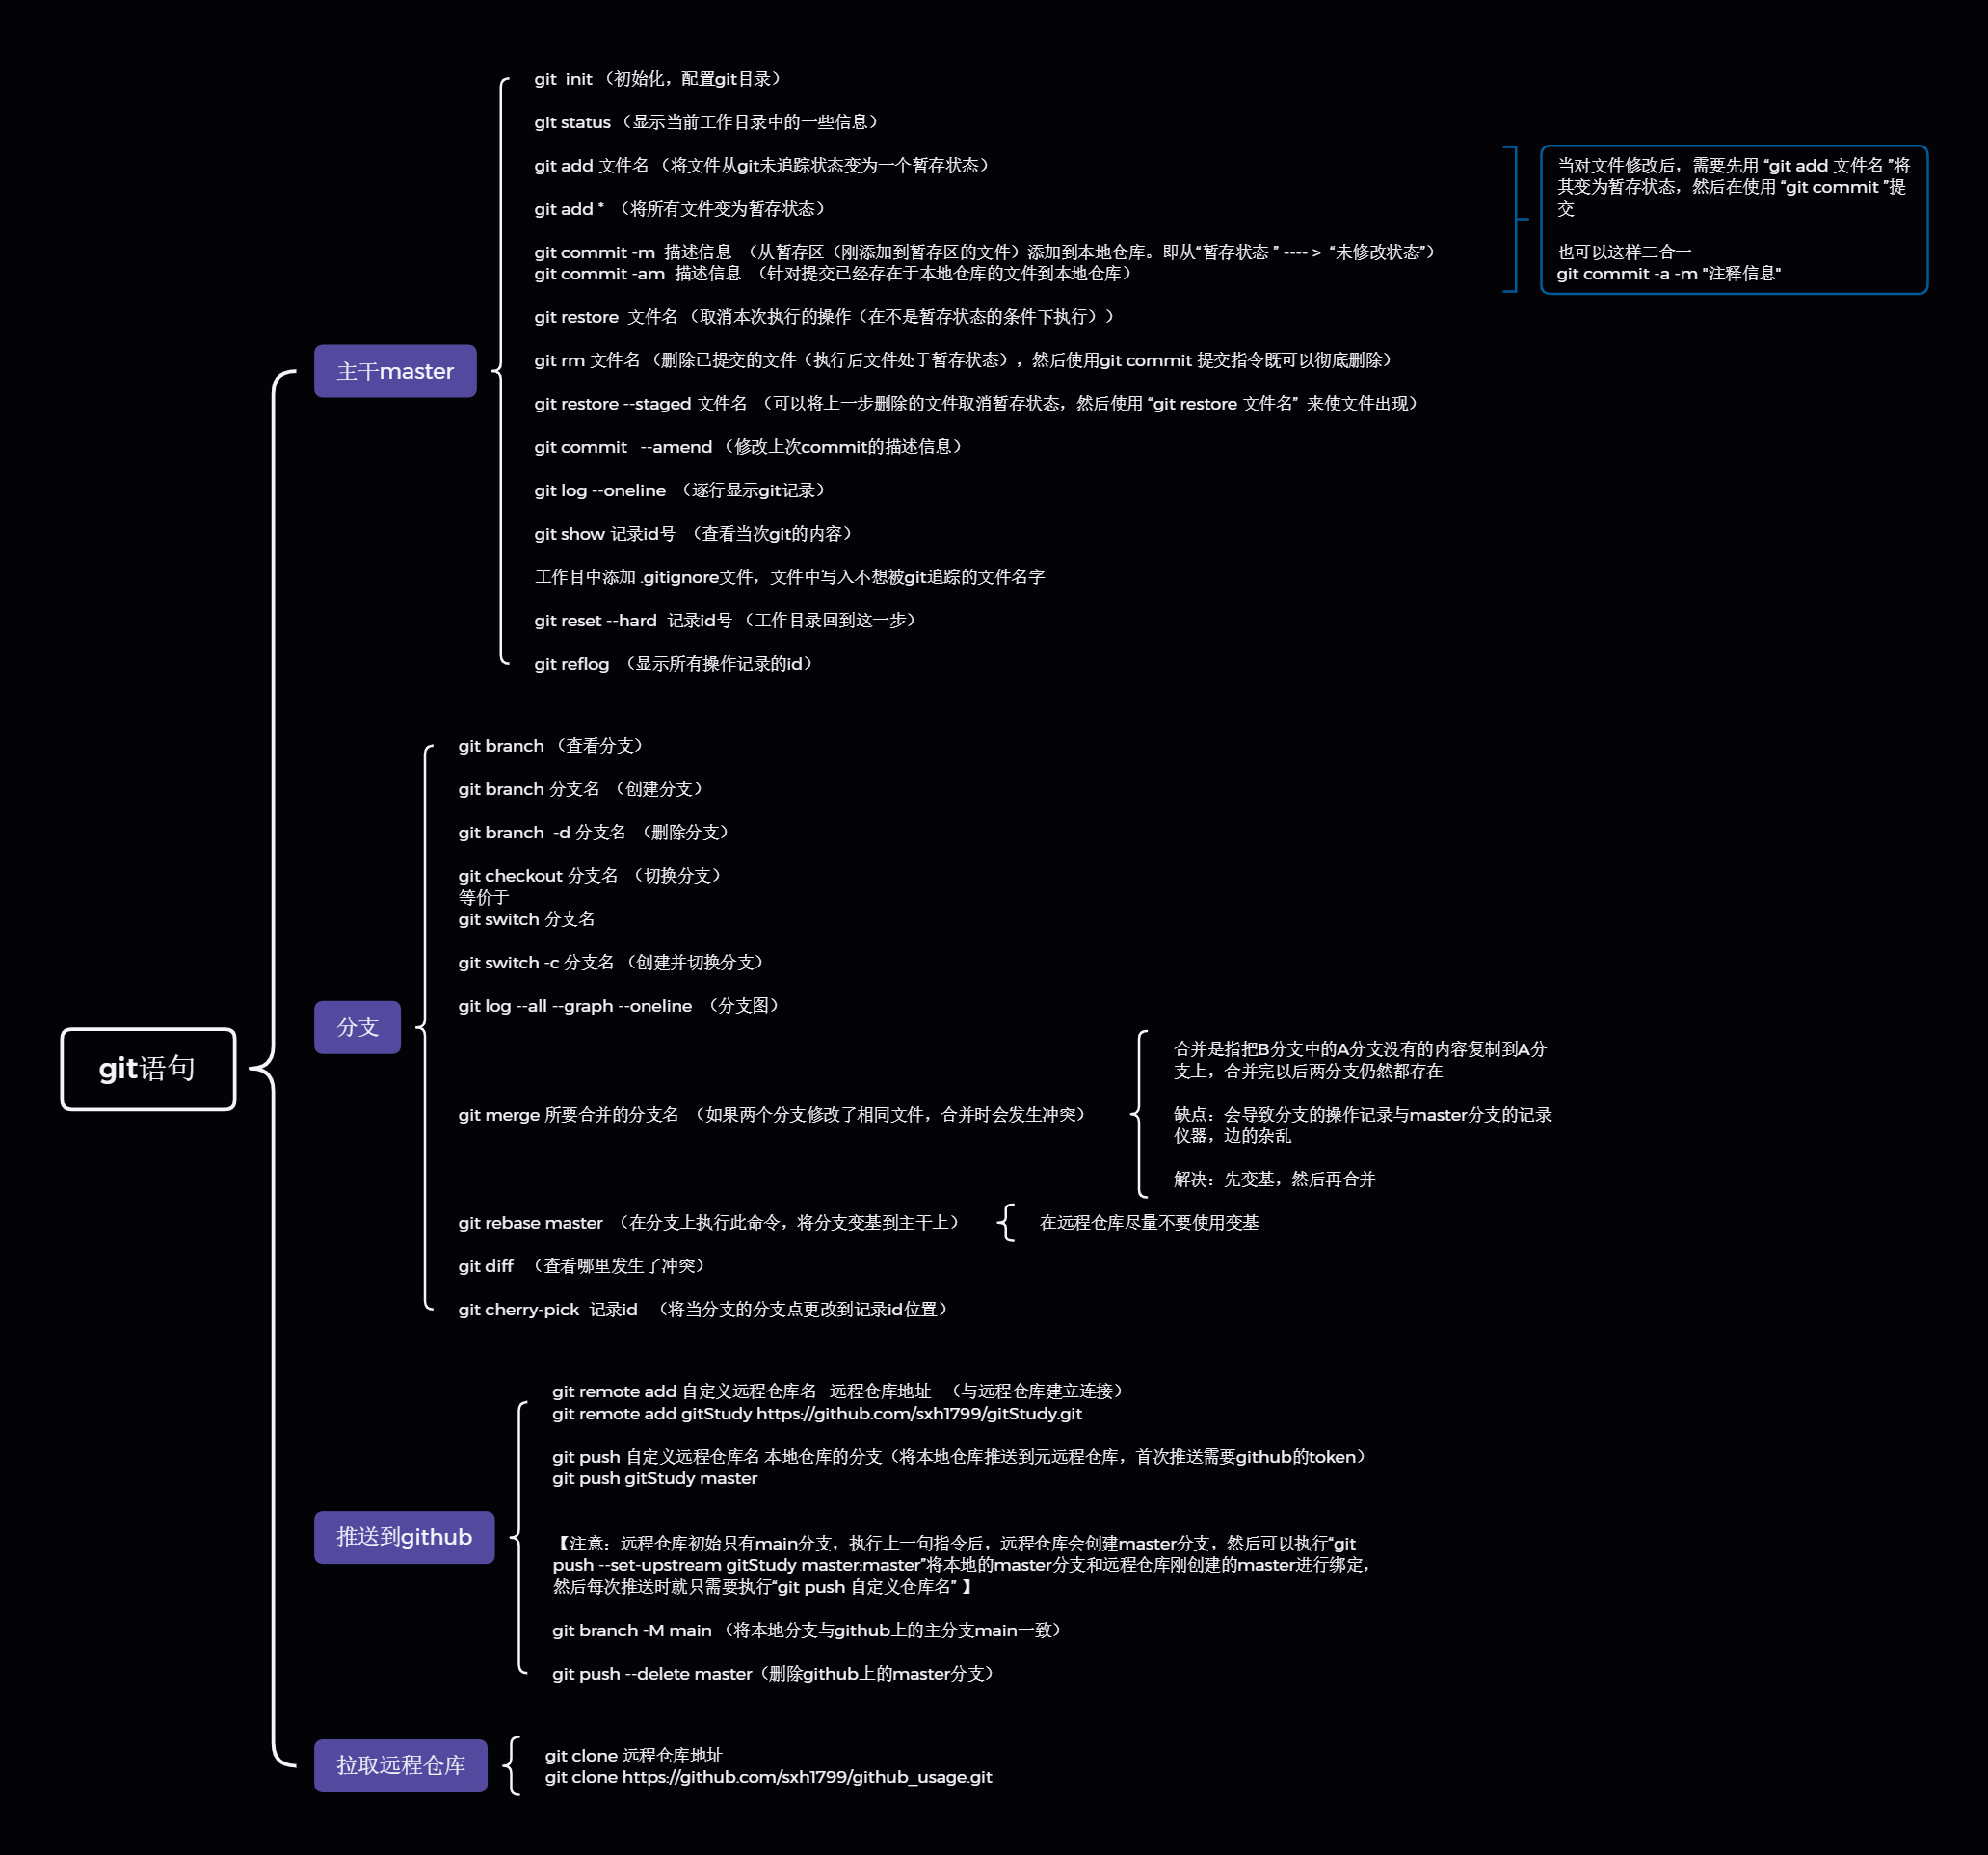 git语句
主干master
git  init （初始化，配置git目录）
git status （显示当前工作目录中的一些信息）
git add 文件名 （将文件从git未追踪状态变为一个暂存状态）
git add *  （将所有文件变为暂存状态）
git commit -m  描述信息  （从暂存区（刚添加到暂存区的文件）添加到本地仓库。即从“暂存状态 ” ---- >  “未修改状态”）
git commit -am  描述信息  （针对提交已经存在于本地仓库的文件到本地仓库）
当对文件修改后，需要先用 “git add 文件名 ”将
其变为暂存状态，然后在使用 “git commit ”提
交
也可以这样二合一
git commit -a -m "注释信息"
git restore  文件名 （取消本次执行的操作（在不是暂存状态的条件下执行））
git rm 文件名 （删除已提交的文件（执行后文件处于暂存状态），然后使用git commit 提交指令既可以彻底删除）
git restore --staged 文件名  （可以将上一步删除的文件取消暂存状态，然后使用 “git restore 文件名”  来使文件出现）
git commit   --amend （修改上次commit的描述信息）
git log --oneline  （逐行显示git记录）
git show 记录id号  （查看当次git的内容）
工作目中添加 .gitignore文件，文件中写入不想被git追踪的文件名字
git reset --hard  记录id号 （工作目录回到这一步）
git reflog  （显示所有操作记录的id）
分支
git branch （查看分支）
git branch 分支名  （创建分支）
git branch  -d 分支名  （删除分支）
git checkout 分支名  （切换分支）
等价于
git switch 分支名
git switch -c 分支名 （创建并切换分支）
git log --all --graph --oneline  （分支图）
git merge 所要合并的分支名  （如果两个分支修改了相同文件，合并时会发生冲突）
合并是指把B分支中的A分支没有的内容复制到A分
支上，合并完以后两分支仍然都存在
缺点：会导致分支的操作记录与master分支的记录
仪器，边的杂乱
解决：先变基，然后再合并
git rebase master  （在分支上执行此命令，将分支变基到主干上）
在远程仓库尽量不要使用变基
git diff  （查看哪里发生了冲突）
git cherry-pick  记录id   （将当分支的分支点更改到记录id位置）
推送到github
git remote add 自定义远程仓库名   远程仓库地址   （与远程仓库建立连接）
git remote add gitStudy https://github.com/sxh1799/gitStudy.git
git push 自定义远程仓库名 本地仓库的分支（将本地仓库推送到元远程仓库，首次推送需要github的token）
git push gitStudy master
【注意：远程仓库初始只有main分支，执行上一句指令后，远程仓库会创建master分支，然后可以执行“git
push --set-upstream gitStudy master:master”将本地的master分支和远程仓库刚创建的master进行绑定，
然后每次推送时就只需要执行“git push 自定义仓库名” 】
git branch -M main （将本地分支与github上的主分支main一致）
git push --delete master（删除github上的master分支）
拉取远程仓库
git clone 远程仓库地址
git clone https://github.com/sxh1799/github_usage.git